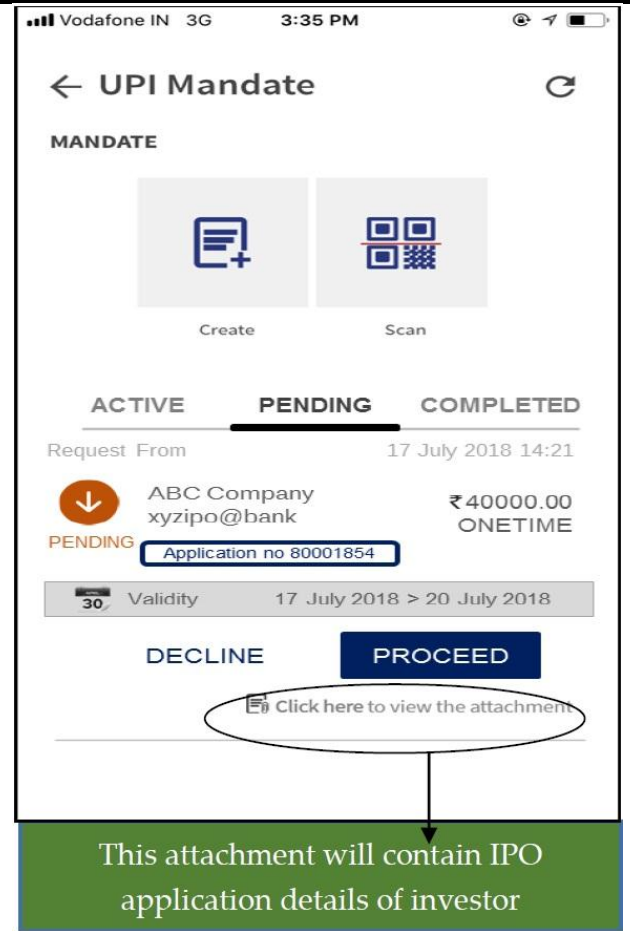 Vodafone IN 3G 3:35 PM
← UPI Mandate
MANDATE
Create Scan
ACTIVE PENDING COMPLETED
Request From 17 July 2018 14:21
ABC Company ₹40000.00
xyzipo@bank ONETIME
PENDING
Application no 80001854
30 Validity 17 July 2018 > 20 July 2018
DECLINE PROCEED
Click here to view the attachment
This attachment will contain IPO
application details of investor